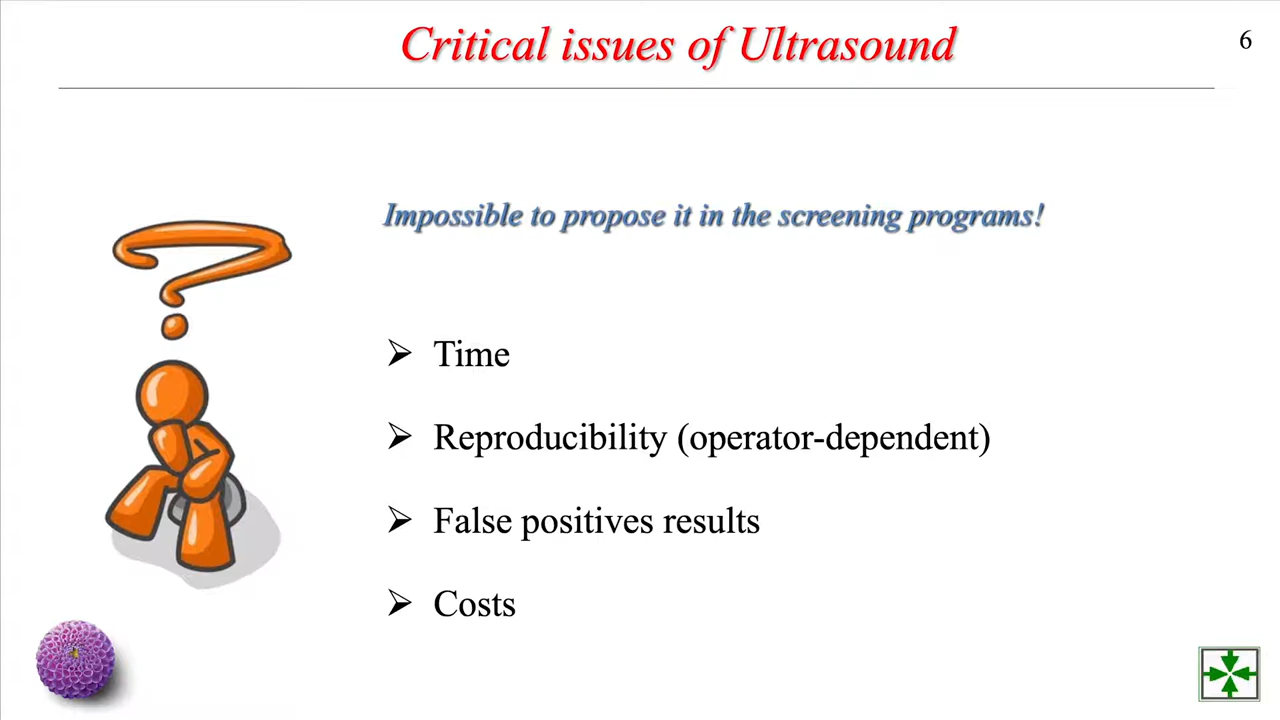 Critical issues of Ultrasound
6
Impossible to propose it in the screening programs!
➢ Time
➢ Reproducibility (operator-dependent)
➢ False positives results
➢ Costs